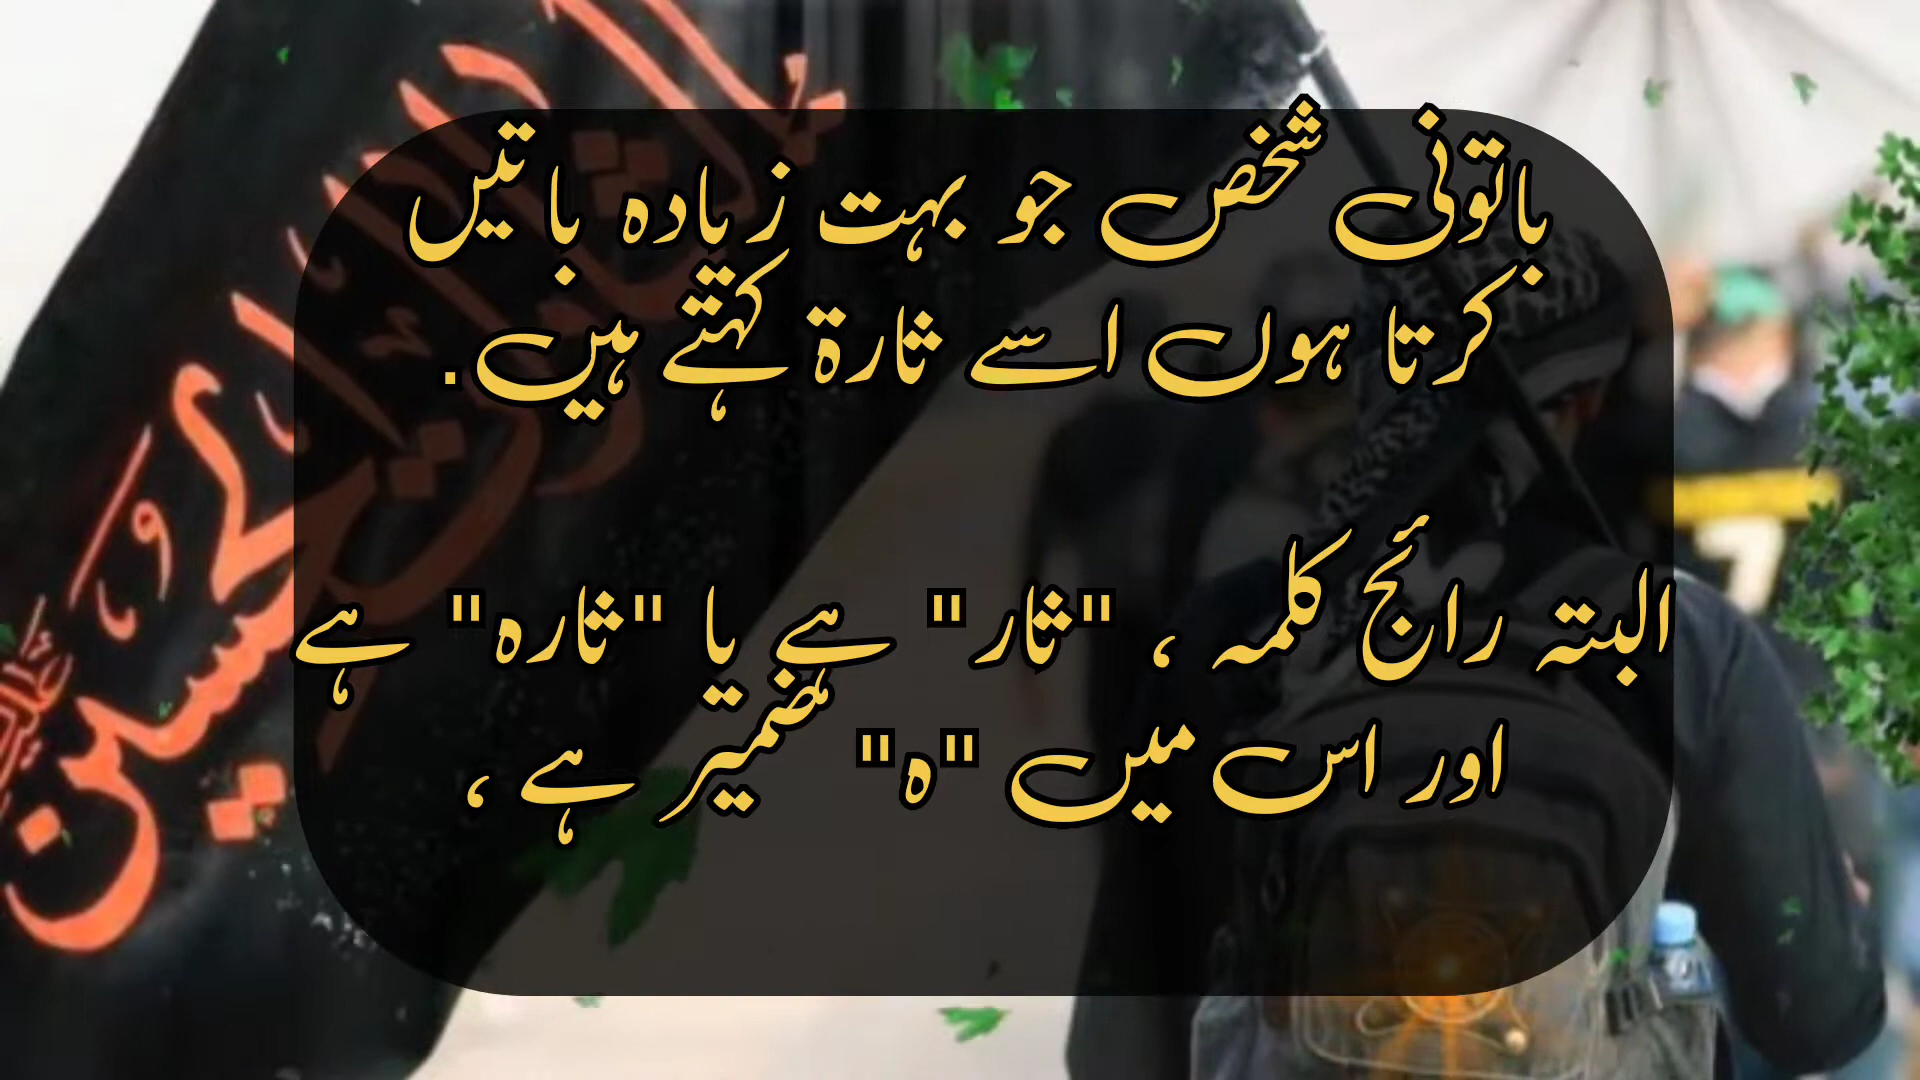 باتونی شخص جو بہت زیادہ باتیں
کرتا ہوں اسے ثارۃ کہتے ہیں.
البتہ رائج کلمہ ، "ثار" ہے یا "ثارہ" ہے
اور اس میں "ہ" ضمیر ہے ،